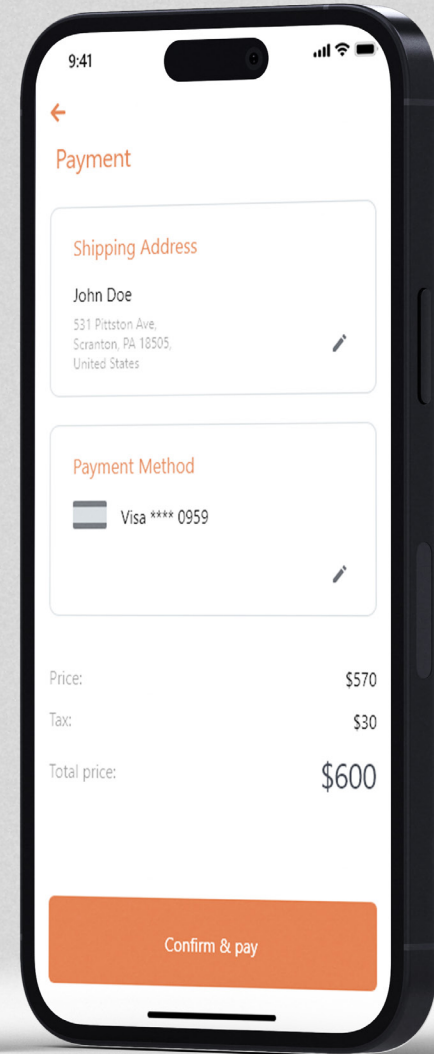 9:41
Payment
Shipping Address
John Doe
531 Pittston Ave,
Scranton, PA 18505,
United States
Payment Method
Visa **** 0959
Price: $570
Tax: $30
Total price: $600
Confirm & pay